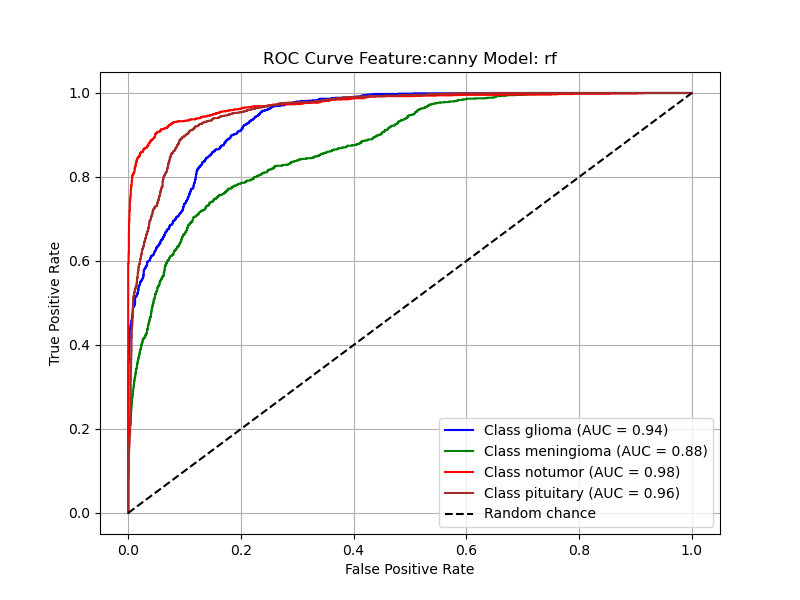 ROC Curve Feature:canny Model: rf
True Positive Rate
1.0
0.8
0.6
0.4
0.2
0.0
Class glioma (AUC = 0.94)
Class meningioma (AUC = 0.88)
Class notumor (AUC = 0.98)
Class pituitary (AUC = 0.96)
Random chance
0.0 0.2 0.4 0.6 0.8 1.0
False Positive Rate